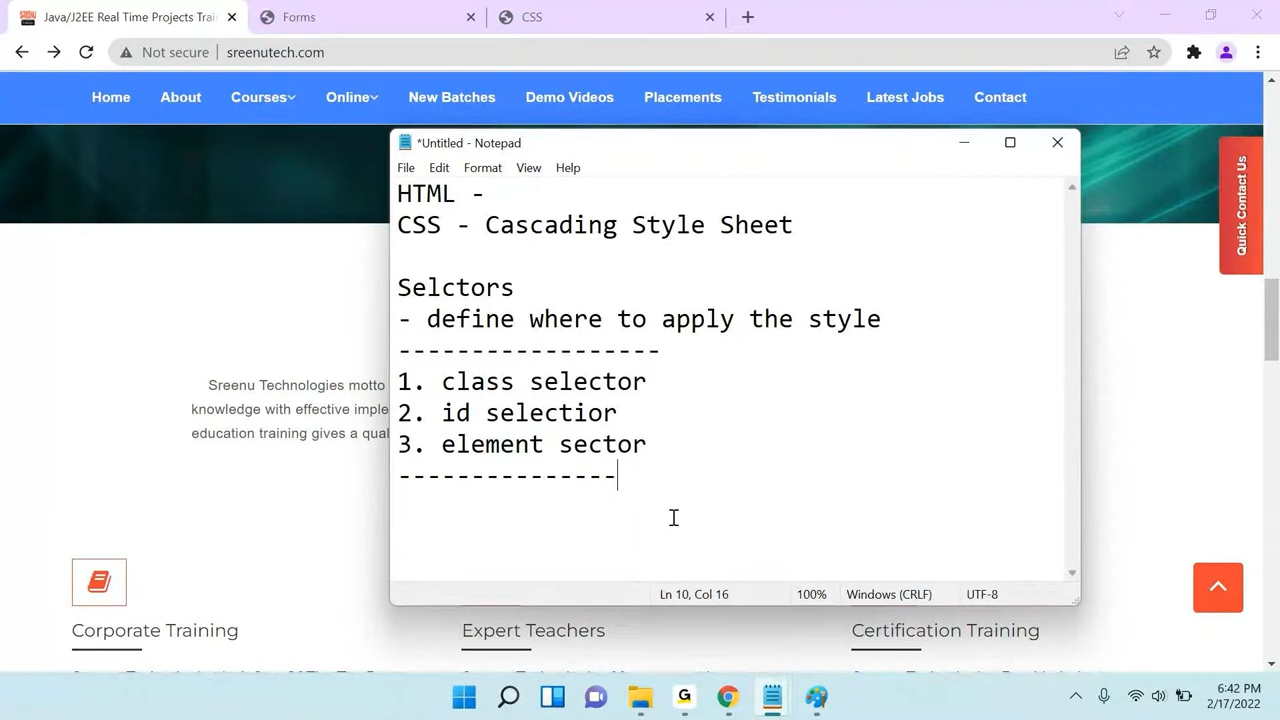 Java/J2EE Real Time Projects Trai
Forms
CSS
Not secure
sreenutech.com
Home
About
Courses
Online
New Batches
Demo Videos
Placements
Testimonials
Latest Jobs
Contact
*Untitled - Notepad
File Edit Format View Help
HTML -
CSS - Cascading Style Sheet
Selctors
- define where to apply the style
------------------
1. class selector
2. id selectior
3. element sector
---------------
Ln 10, Col 16
100%
Windows (CRLF)
UTF-8
Quick Contact Us
Sreenu Technologies motto
knowledge with effective imple
education training gives a qual
Corporate Training
Expert Teachers
Certification Training
G
6:42 PM
2/17/2022